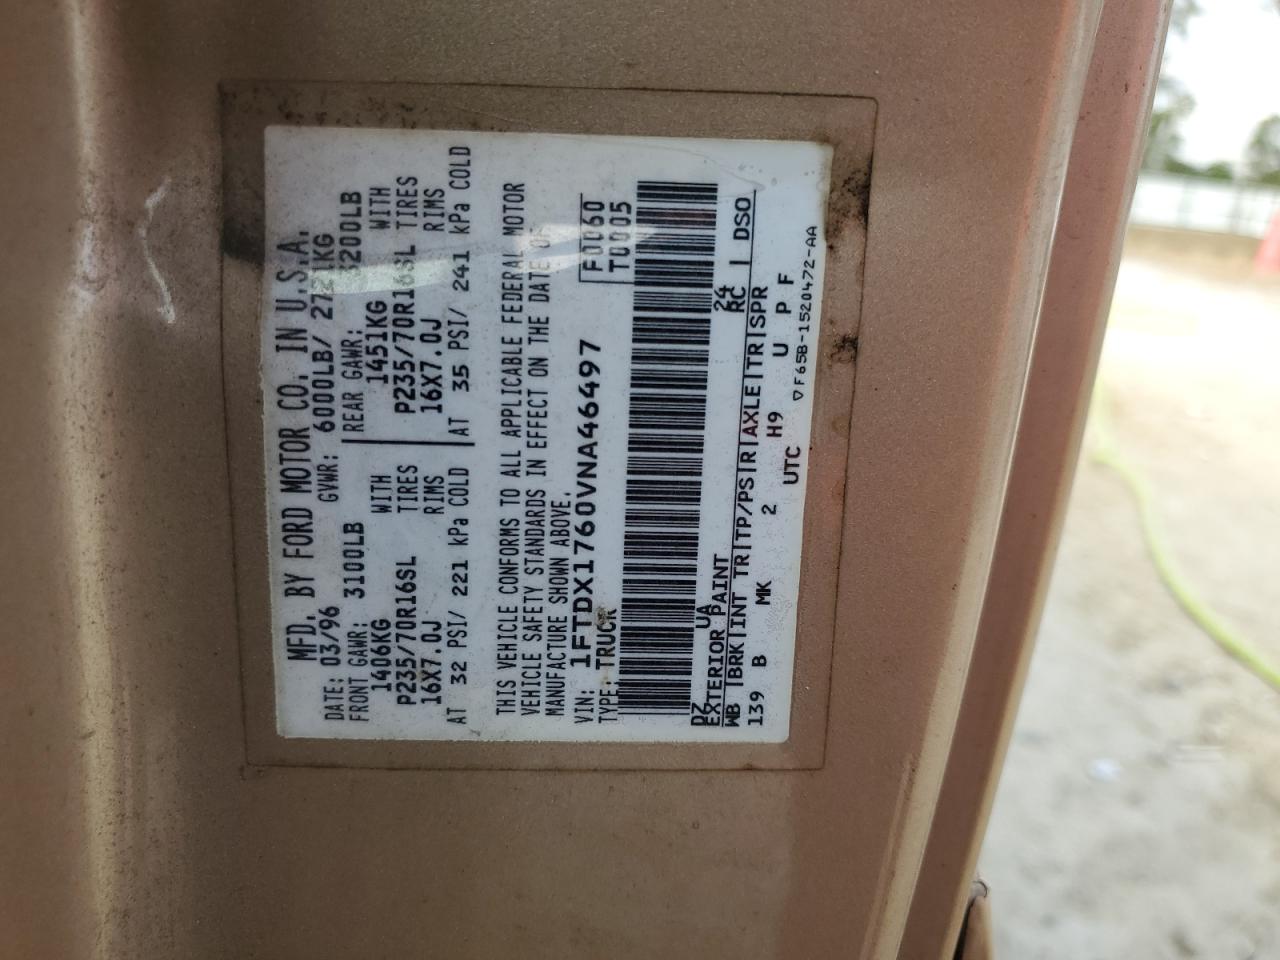 MFD. BY FORD MOTOR CO. IN U.S.A.
DATE: 03/96 GVWR: 6000LB/ 2721KG
FRONT GAWR: 3100LB REAR GAWR: 3200LB
1406KG WITH 1451KG WITH
P235/70R16SL TIRES P235/70R16SL TIRES
16X7.0J RIMS 16X7.0J RIMS
AT 32 PSI/ 221 kPa COLD AT 35 PSI/ 241 kPa COLD
THIS VEHICLE CONFORMS TO ALL APPLICABLE FEDERAL MOTOR
VEHICLE SAFETY STANDARDS IN EFFECT ON THE DATE OF
MANUFACTURE SHOWN ABOVE.
VIN: 1FTDX1760VNA46497 F0060
TYPE: TRUCK T0005
DZ UA 24
EXTERIOR PAINT RC | DSO
WB |BRK|INT TR|TP/PS|R|AXLE|TR|SPR
139 B MK 2 H9 U P F
UTC
▽F65B-1520472-AA